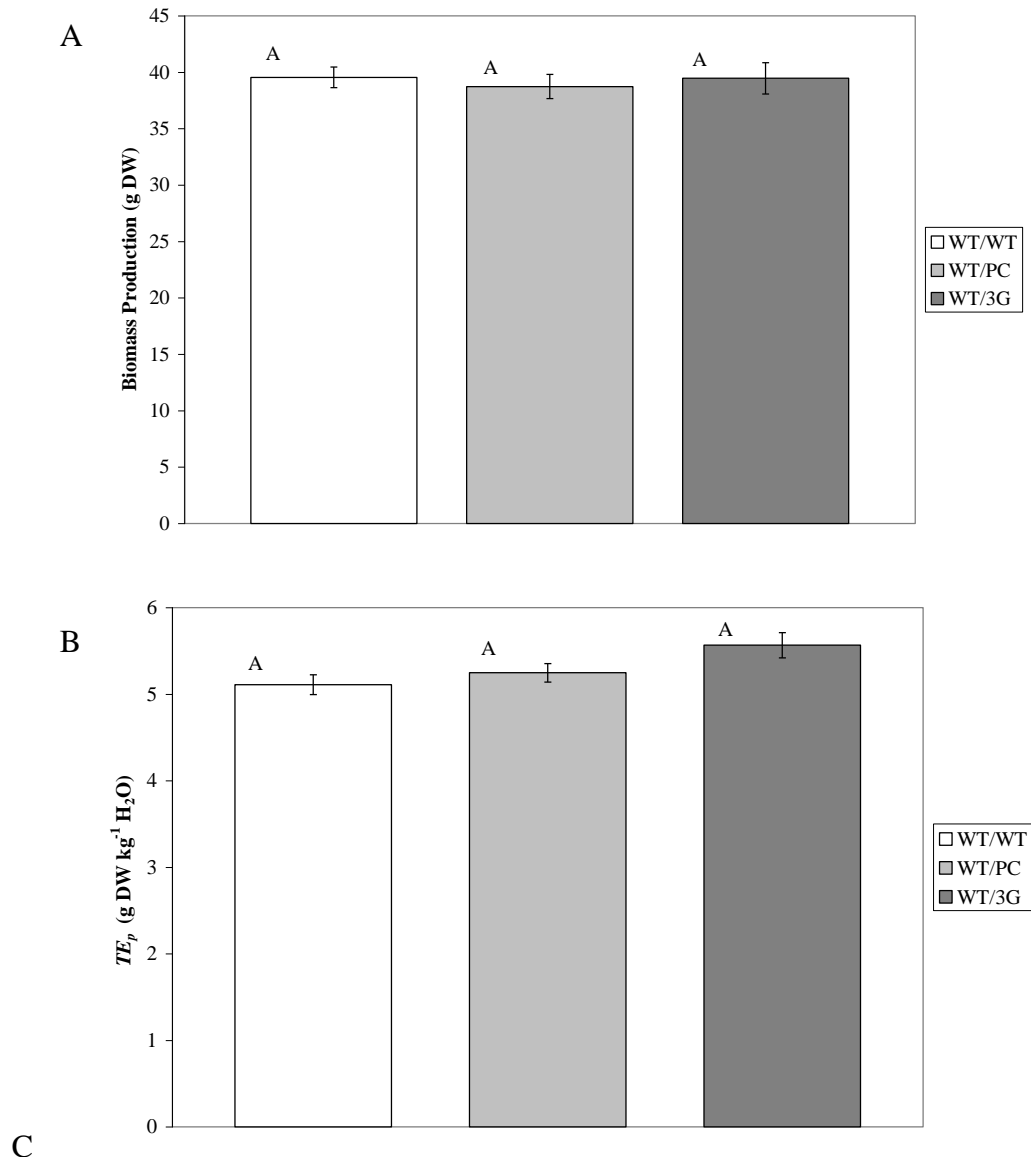 A
45
40
35
30
25
20
15
10
5
0
Biomass Production (g DW)
A
A
A
WT/WT
WT/PC
WT/3G
B
6
5
4
3
2
1
0
TEp (g DW kg-1 H2O)
A
A
A
WT/WT
WT/PC
WT/3G
C